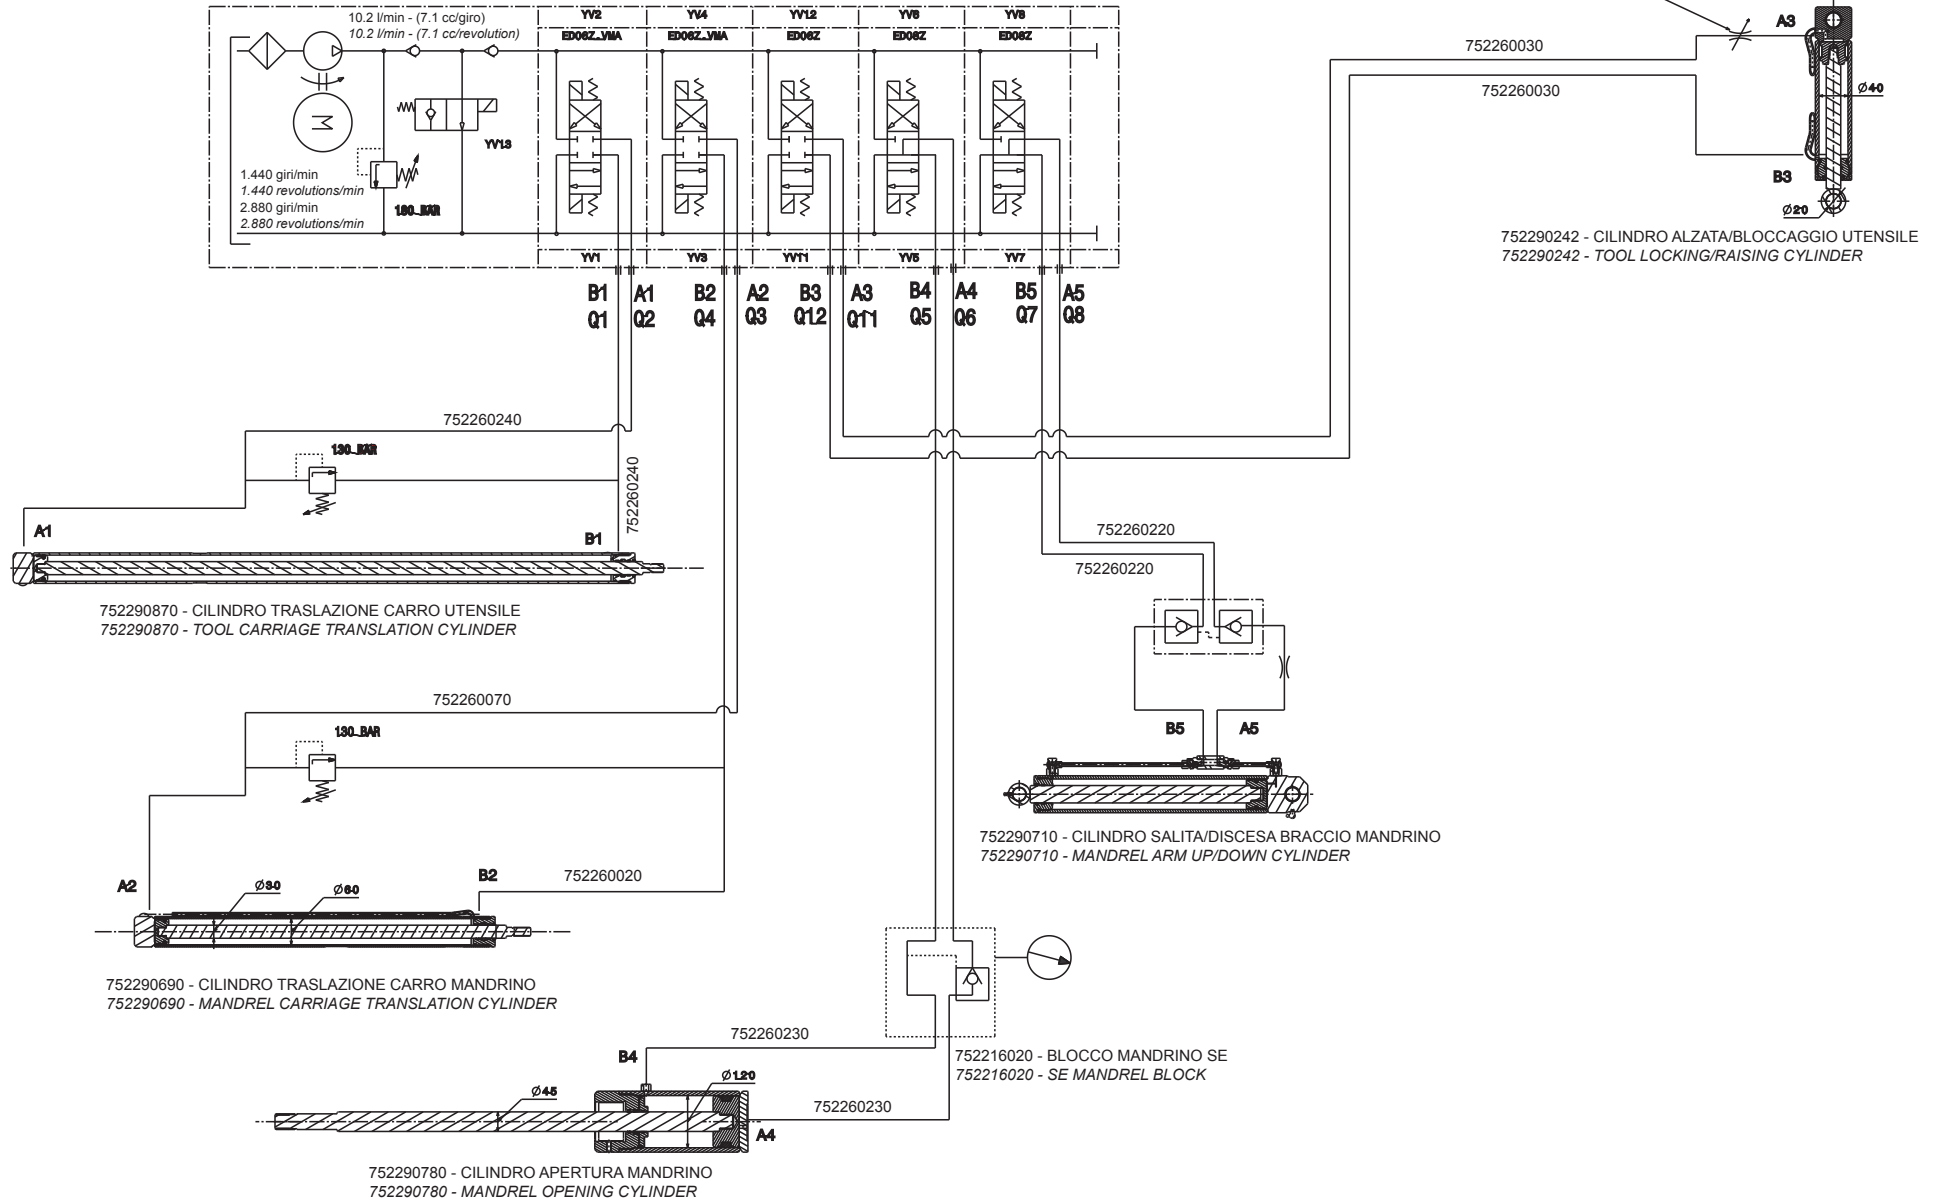 10.2 l/min - (7.1 cc/giro)
10.2 l/min - (7.1 cc/revolution)
YV2
YV4
YV12
YV6
YV8
ED06Z_VMA
ED06Z_VMA
ED06Z
ED06Z
ED06Z
M
YV13
1.440 giri/min
1.440 revolutions/min
2.880 giri/min
2.880 revolutions/min
180_BAR
YV1
YV3
YV11
YV5
YV7
B1 A1 B2 A2 B3 A3 B4 A4 B5 A5
Q1 Q2 Q4 Q3 Q12 Q11 Q5 Q6 Q7 Q8
A3
752260030
752260030
Ø40
B3
Ø20
752290242 - CILINDRO ALZATA/BLOCCAGGIO UTENSILE
752290242 - TOOL LOCKING/RAISING CYLINDER
752260240
130_BAR
752260240
A1
B1
752290870 - CILINDRO TRASLAZIONE CARRO UTENSILE
752290870 - TOOL CARRIAGE TRANSLATION CYLINDER
752260220
752260220
B5
A5
752290710 - CILINDRO SALITA/DISCESA BRACCIO MANDRINO
752290710 - MANDREL ARM UP/DOWN CYLINDER
752260070
130_BAR
A2
Ø30
Ø60
B2
752260020
752290690 - CILINDRO TRASLAZIONE CARRO MANDRINO
752290690 - MANDREL CARRIAGE TRANSLATION CYLINDER
752260230
752216020 - BLOCCO MANDRINO SE
752216020 - SE MANDREL BLOCK
B4
Ø45
Ø120
752260230
A4
752290780 - CILINDRO APERTURA MANDRINO
752290780 - MANDREL OPENING CYLINDER